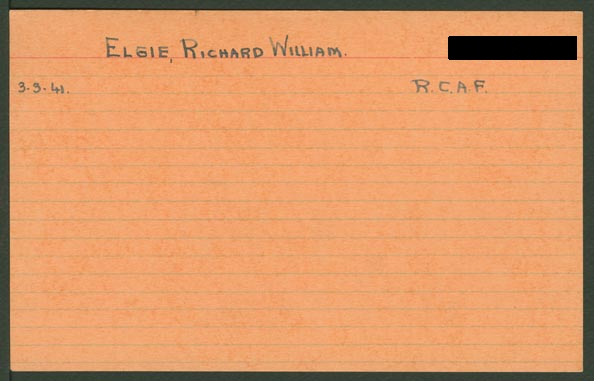 ELGIE, RICHARD WILLIAM.
3-3-41. R.C.A.F.